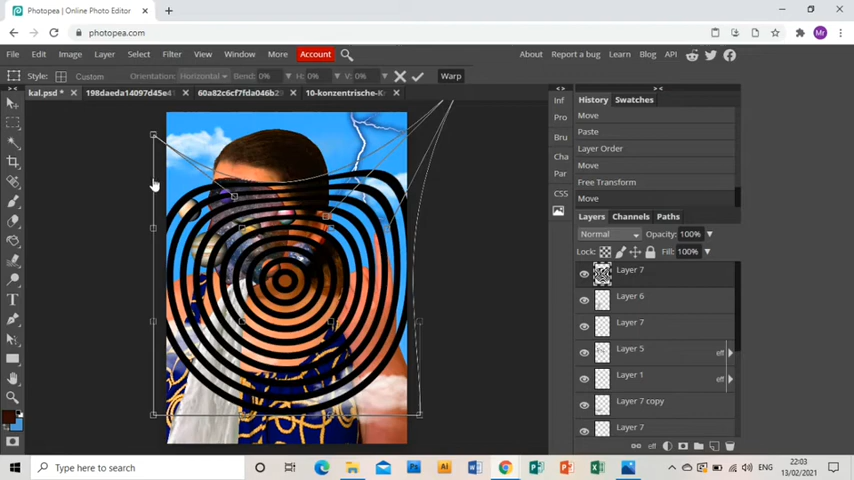 Photopea | Online Photo Editor
photopea.com
File Edit Image Layer Select Filter View Window More Account
About Report a bug Learn Blog API
Style: Custom Orientation: Horizontal Bend: 0% H: 0% V: 0% Warp
kal.psd * 198daeda14097d45e4 60a82c6cf7fda046b2 10-konzentrische-K
Inf
Pro
Bru
Cha
Par
CSS
History Swatches
Move
Paste
Layer Order
Move
Free Transform
Move
Layers Channels Paths
Normal Opacity: 100%
Lock: Fill: 100%
Layer 7
Layer 6
Layer 7
Layer 5 eff
Layer 1 eff
Layer 7 copy
Layer 7
eff
Type here to search
ENG
22:03
13/02/2021